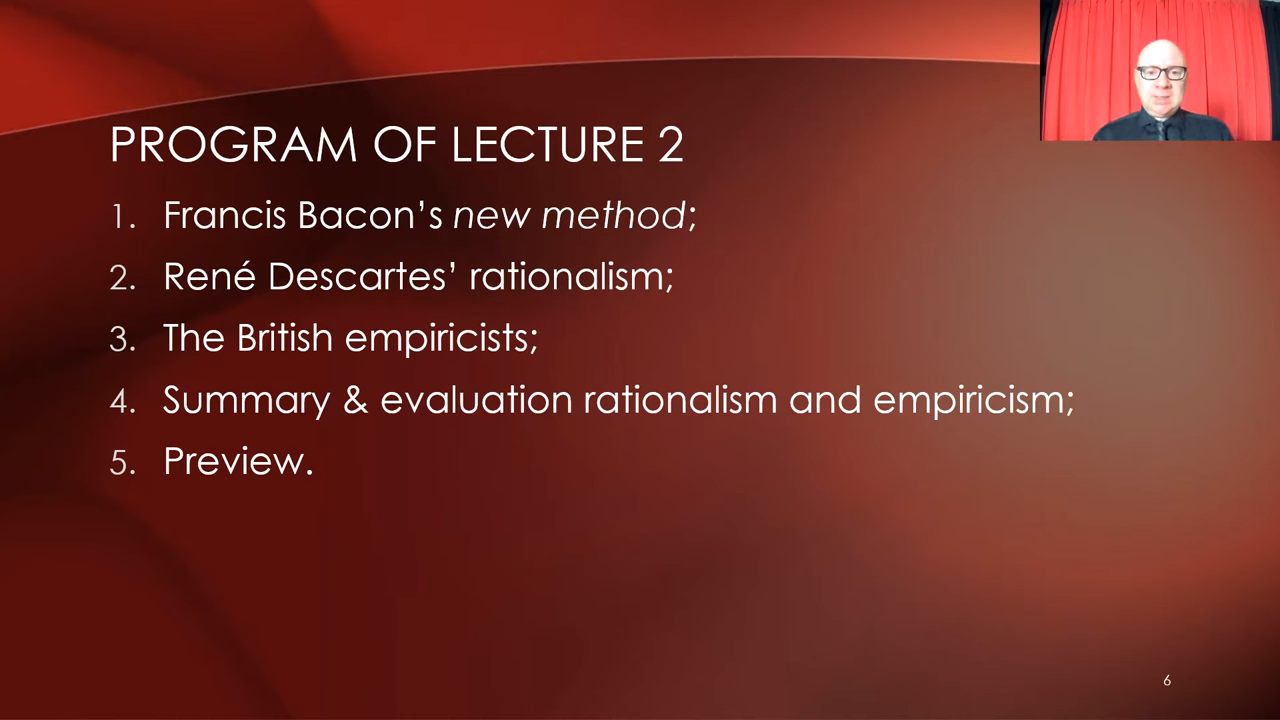 PROGRAM OF LECTURE 2
1. Francis Bacon’s new method;
2. René Descartes’ rationalism;
3. The British empiricists;
4. Summary & evaluation rationalism and empiricism;
5. Preview.
6